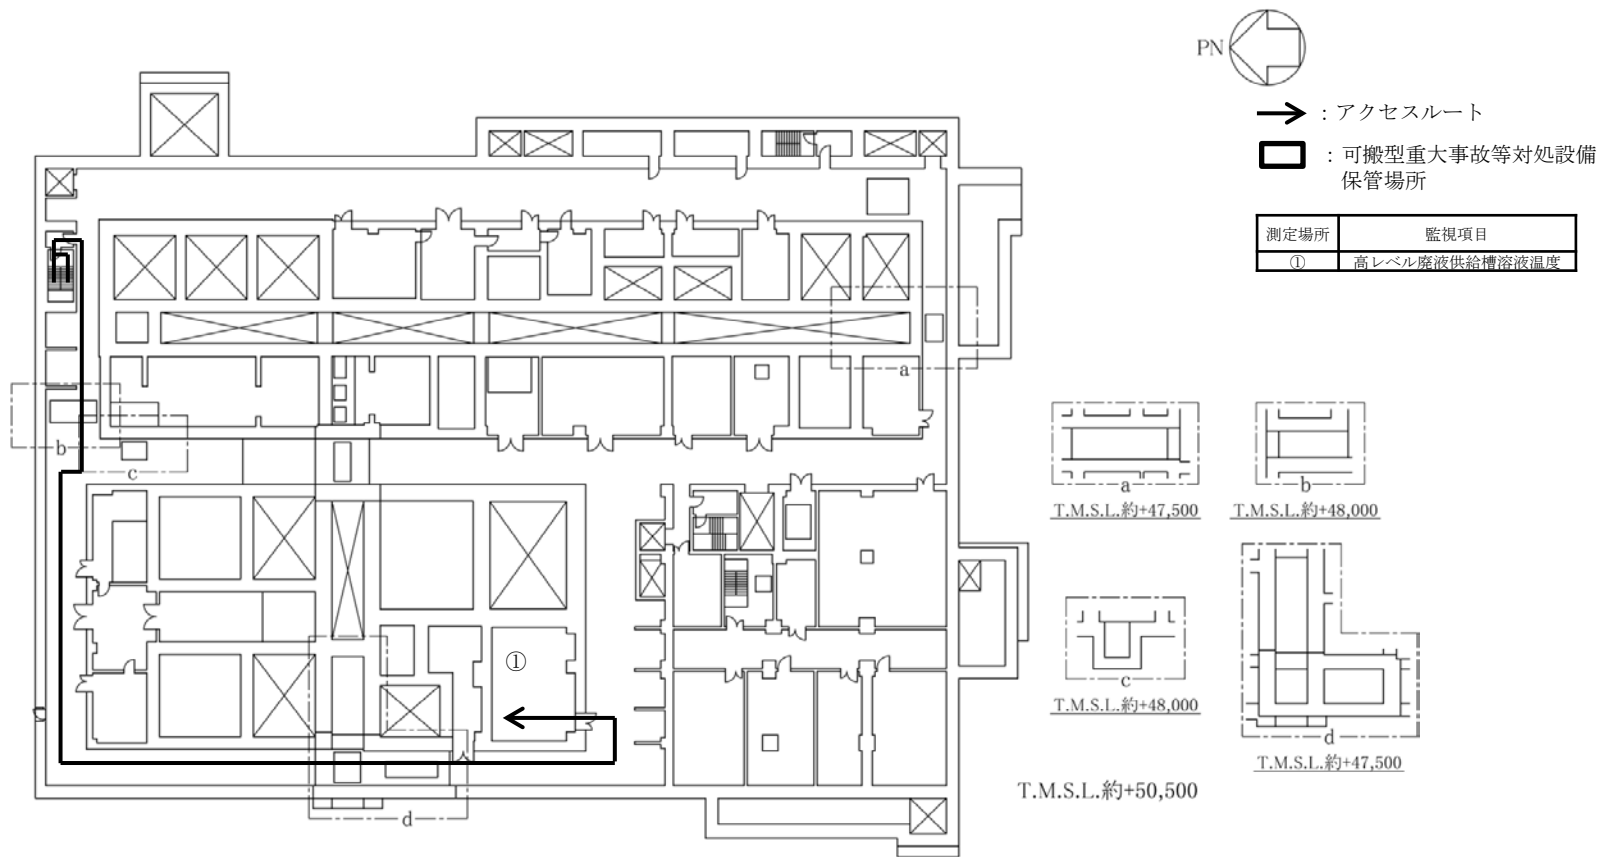 PN
：アクセスルート
：可搬型重大事故等対処設備
保管場所
測定場所 監視項目
① 高レベル廃液供給槽溶液温度
a
b
c
①
d
a
T.M.S.L.約+47,500
b
T.M.S.L.約+48,000
c
T.M.S.L.約+48,000
d
T.M.S.L.約+47,500
T.M.S.L.約+50,500